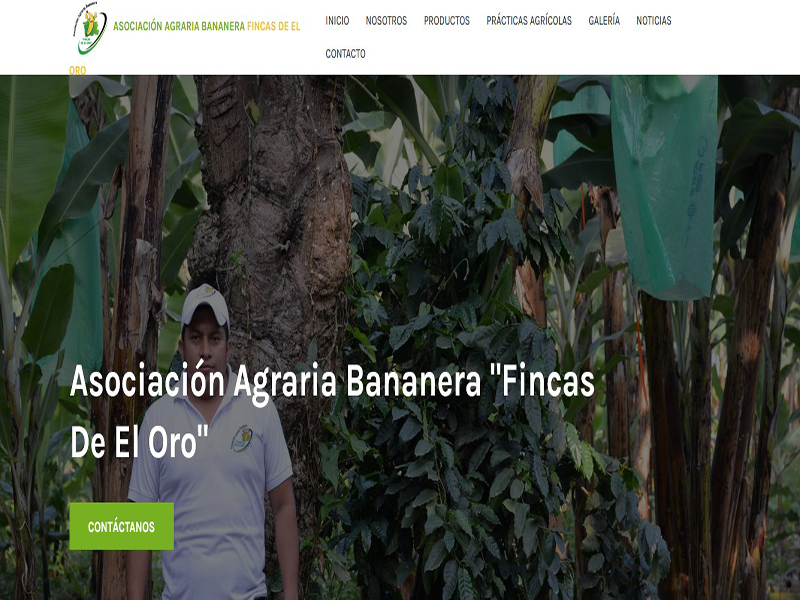 ASOCIACIÓN AGRARIA BANANERA FINCAS DE EL
ORO
INICIO NOSOTROS PRODUCTOS PRÁCTICAS AGRÍCOLAS GALERÍA NOTICIAS
CONTACTO
Asociación Agraria Bananera "Fincas
De El Oro"
CONTÁCTANOS